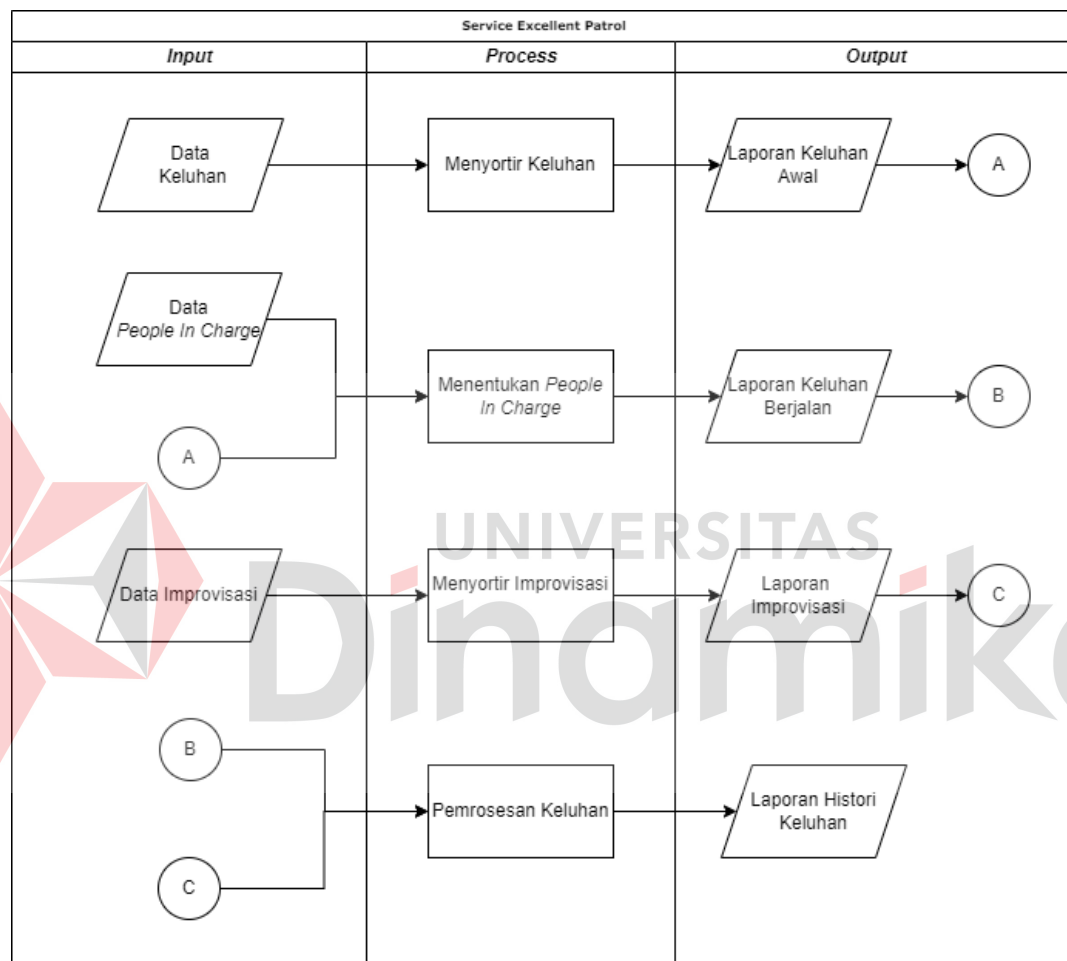 Service Excellent Patrol
Input
Process
Output
Data
Keluhan
Menyortir Keluhan
Laporan Keluhan
Awal
A
Data
People In Charge
A
Menentukan People
In Charge
Laporan Keluhan
Berjalan
B
UNIVERSITAS
Dinamika
Data Improvisasi
Menyortir Improvisasi
Laporan
Improvisasi
C
B
C
Pemrosesan Keluhan
Laporan Histori
Keluhan